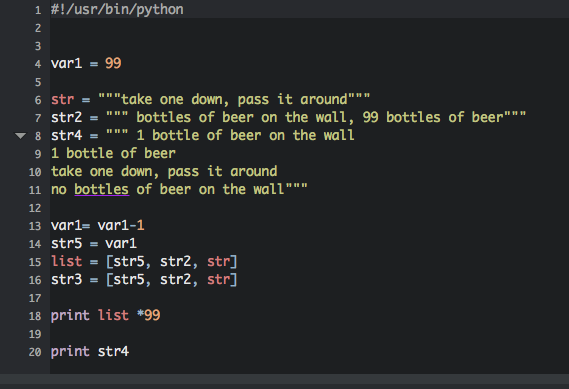 1 #!/usr/bin/python
2
3
4 var1 = 99
5
6 str = """take one down, pass it around"""
7 str2 = """ bottles of beer on the wall, 99 bottles of beer"""
8 str4 = """ 1 bottle of beer on the wall
9 1 bottle of beer
10 take one down, pass it around
11 no bottles of beer on the wall"""
12
13 var1= var1-1
14 str5 = var1
15 list = [str5, str2, str]
16 str3 = [str5, str2, str]
17
18 print list *99
19
20 print str4